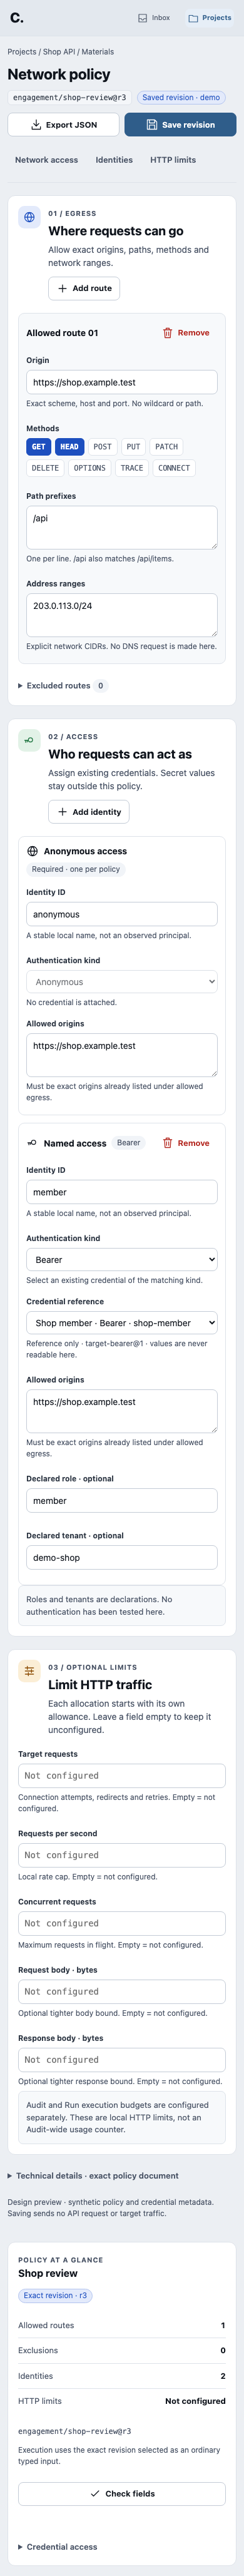 C.
Inbox
Projects
Projects / Shop API / Materials
Network policy
engagement/shop-review@r3
Saved revision · demo
Export JSON
Save revision
Network access
Identities
HTTP limits
01 / EGRESS
Where requests can go
Allow exact origins, paths, methods and
network ranges.
Add route
Allowed route 01
Remove
Origin
https://shop.example.test
Exact scheme, host and port. No wildcard or path.
Methods
GET HEAD POST PUT PATCH
DELETE OPTIONS TRACE CONNECT
Path prefixes
/api
One per line. /api also matches /api/items.
Address ranges
203.0.113.0/24
Explicit network CIDRs. No DNS request is made here.
Excluded routes 0
02 / ACCESS
Who requests can act as
Assign existing credentials. Secret values
stay outside this policy.
Add identity
Anonymous access
Required · one per policy
Identity ID
anonymous
A stable local name, not an observed principal.
Authentication kind
Anonymous
No credential is attached.
Allowed origins
https://shop.example.test
Must be exact origins already listed under allowed
egress.
Named access
Bearer
Remove
Identity ID
member
A stable local name, not an observed principal.
Authentication kind
Bearer
Select an existing credential of the matching kind.
Credential reference
Shop member · Bearer · shop-member
Reference only · target-bearer@1 · values are never
readable here.
Allowed origins
https://shop.example.test
Must be exact origins already listed under allowed
egress.
Declared role · optional
member
Declared tenant · optional
demo-shop
Roles and tenants are declarations. No
authentication has been tested here.
03 / OPTIONAL LIMITS
Limit HTTP traffic
Each allocation starts with its own
allowance. Leave a field empty to keep it
unconfigured.
Target requests
Not configured
Connection attempts, redirects and retries. Empty = not
configured.
Requests per second
Not configured
Local rate cap. Empty = not configured.
Concurrent requests
Not configured
Maximum requests in flight. Empty = not configured.
Request body · bytes
Not configured
Optional tighter body bound. Empty = not configured.
Response body · bytes
Not configured
Optional tighter response bound. Empty = not configured.
Audit and Run execution budgets are configured
separately. These are local HTTP limits, not an
Audit-wide usage counter.
Technical details · exact policy document
Design preview · synthetic policy and credential metadata.
Saving sends no API request or target traffic.
POLICY AT A GLANCE
Shop review
Exact revision · r3
Allowed routes 1
Exclusions 0
Identities 2
HTTP limits Not configured
engagement/shop-review@r3
Execution uses the exact revision selected as an ordinary
typed input.
Check fields
Credential access